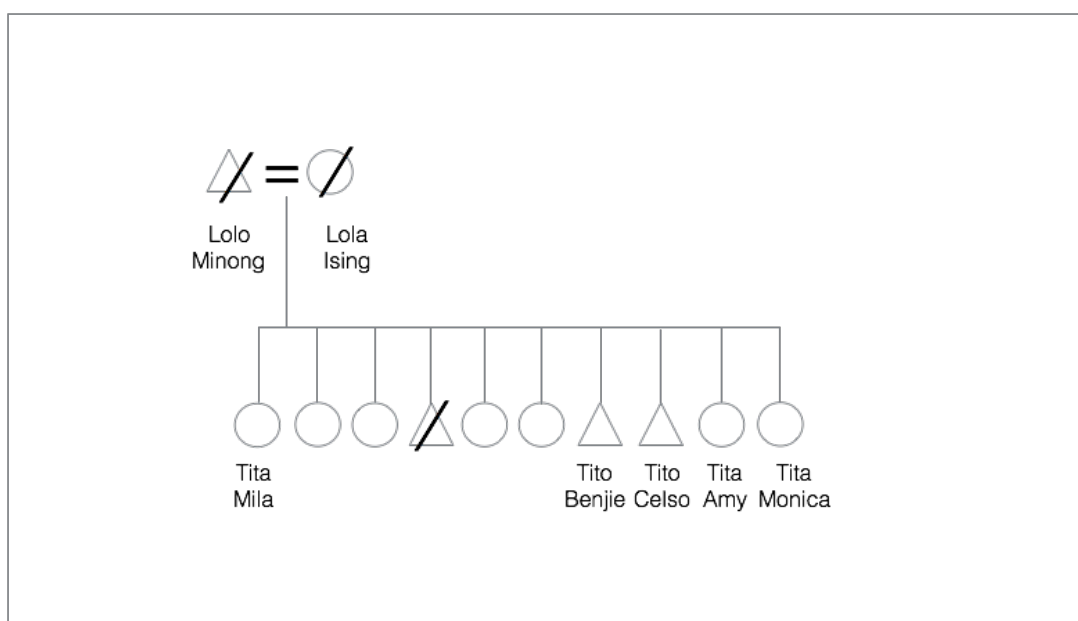 Lolo
Minong
Lola
Ising
Tita
Mila
Tito
Benjie
Tito
Celso
Tita
Amy
Tita
Monica